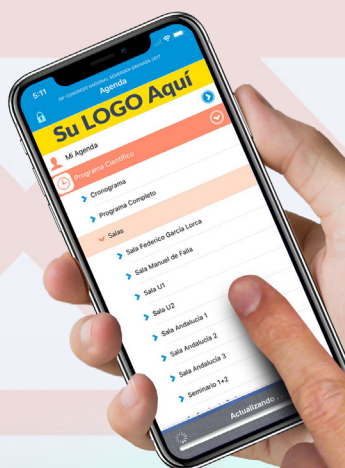 5:11
Agenda
Su LOGO Aquí
Mi Agenda
Programa Científico
Cronograma
Programa Completo
Salas
Sala Federico García Lorca
Sala Manuel de Falla
Sala U1
Sala U2
Sala Andalucía 1
Sala Andalucía 2
Sala Andalucía 3
Seminario 1+2
Actualizando ...